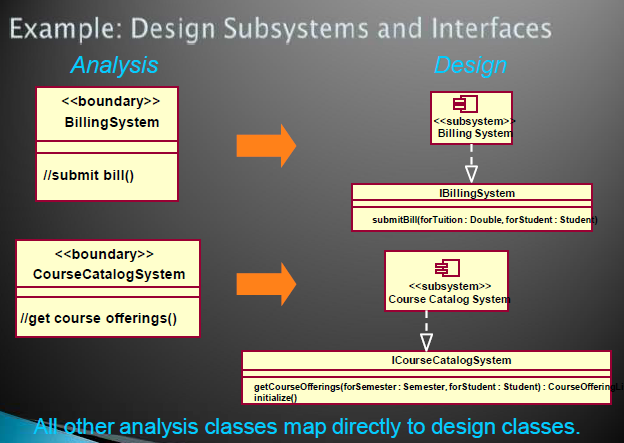 Example: Design Subsystems and Interfaces
Analysis
Design
<<boundary>>
BillingSystem
//submit bill()
<<subsystem>>
Billing System
IBillingSystem
submitBill(forTuition : Double, forStudent : Student)
<<boundary>>
CourseCatalogSystem
//get course offerings()
<<subsystem>>
Course Catalog System
ICourseCatalogSystem
getCourseOfferings(forSemester : Semester, forStudent : Student) :
initialize()
All other analysis classes map directly to design classes.